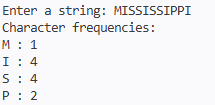 Enter a string: MISSISSIPPI
Character frequencies:
M : 1
I : 4
S : 4
P : 2